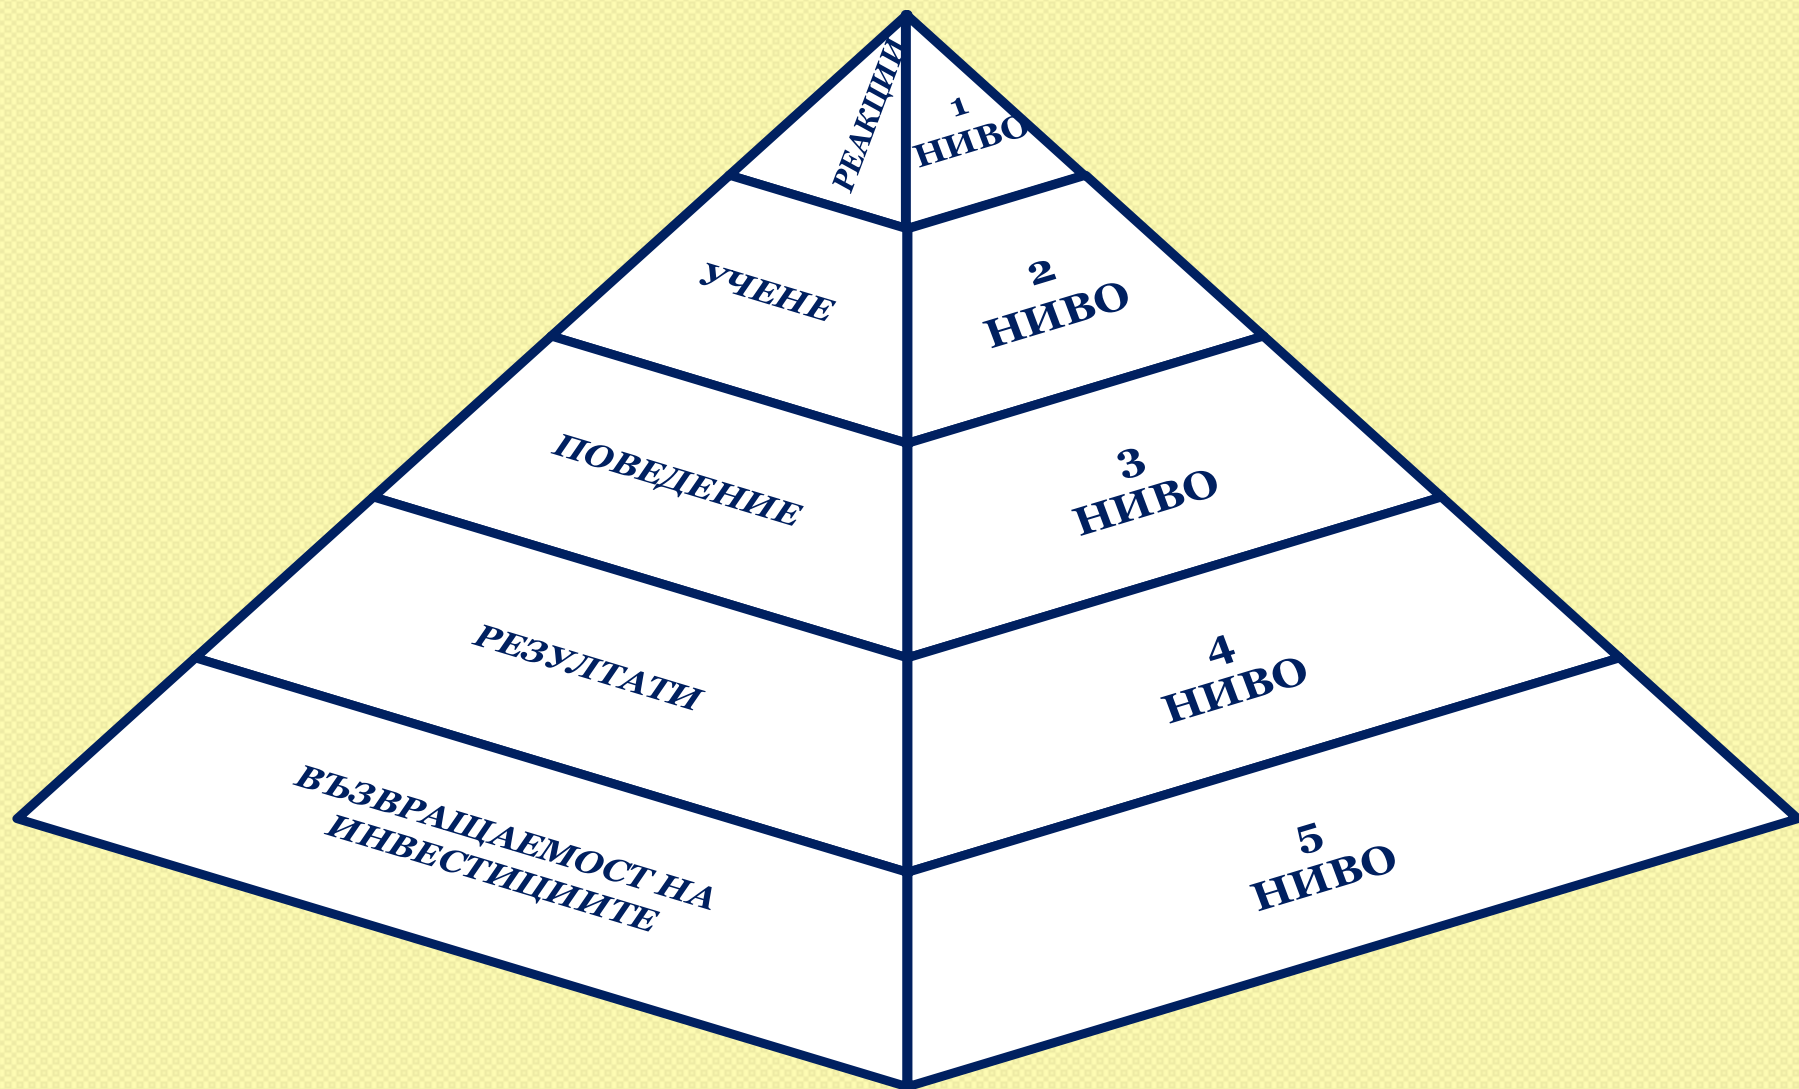 РЕАКЦИИ
1
НИВО
УЧЕНЕ
2
НИВО
ПОВЕДЕНИЕ
3
НИВО
РЕЗУЛТАТИ
4
НИВО
ВЪЗВРАЩАЕМОСТ НА
ИНВЕСТИЦИИТЕ
5
НИВО